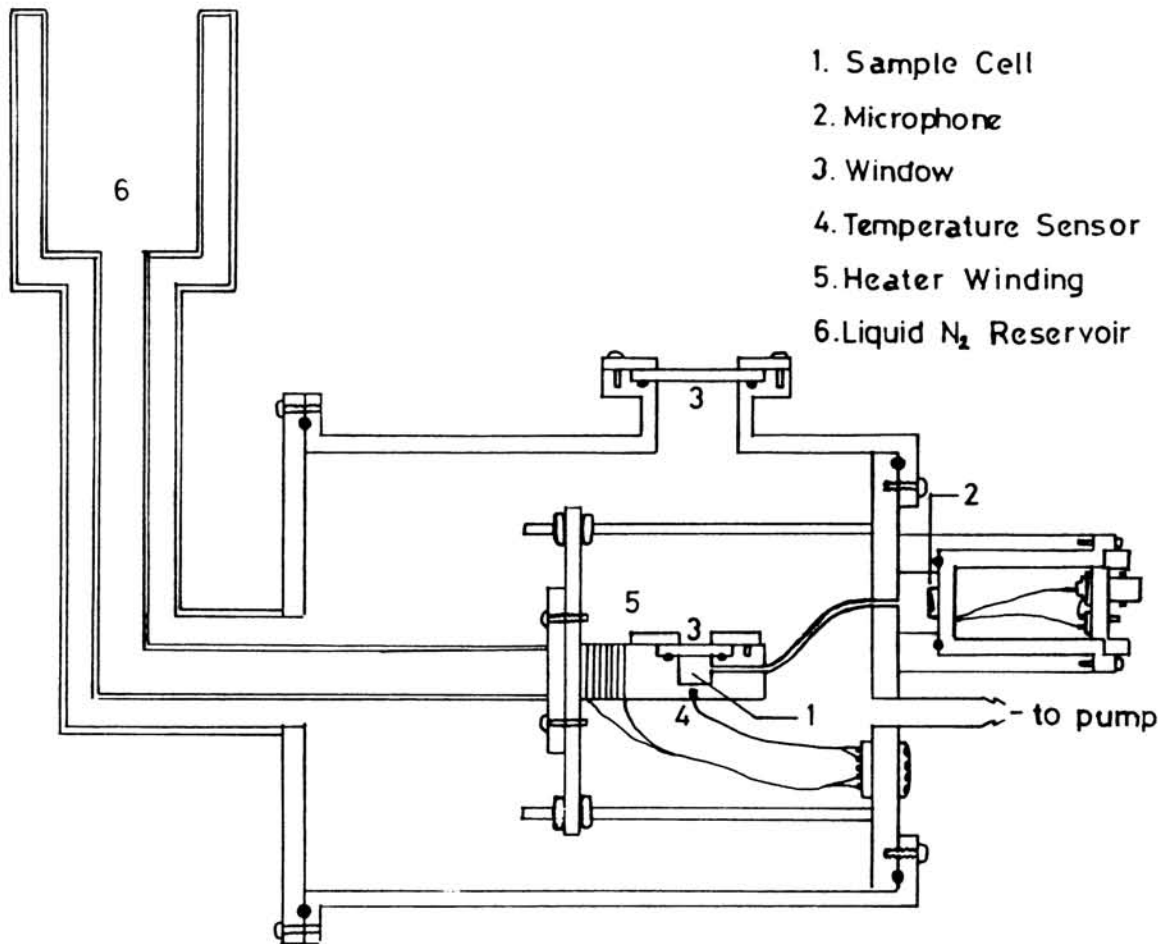 1. Sample Cell
2. Microphone
3. Window
4. Temperature Sensor
5. Heater Winding
6. Liquid N₂ Reservoir
6
3
2
5
3
4
1
to pump